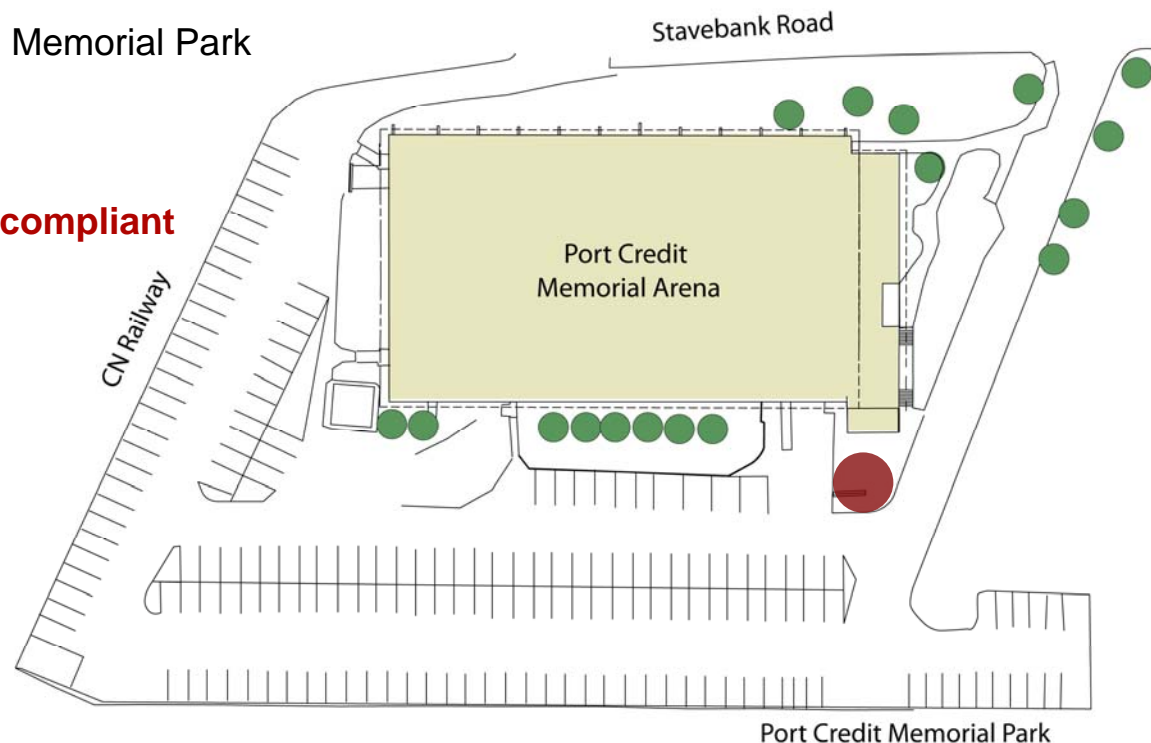 Memorial Park
Stavebank Road
compliant
Port Credit
Memorial Arena
CN Railway
Port Credit Memorial Park